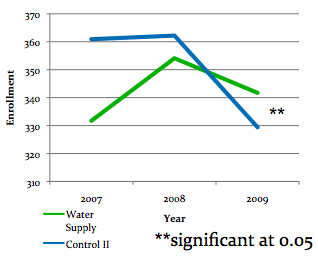 370
360
350
340
330
320
310
Enrollment
**
2007 2008 2009
Year
Water
Supply
Control II
**significant at 0.05